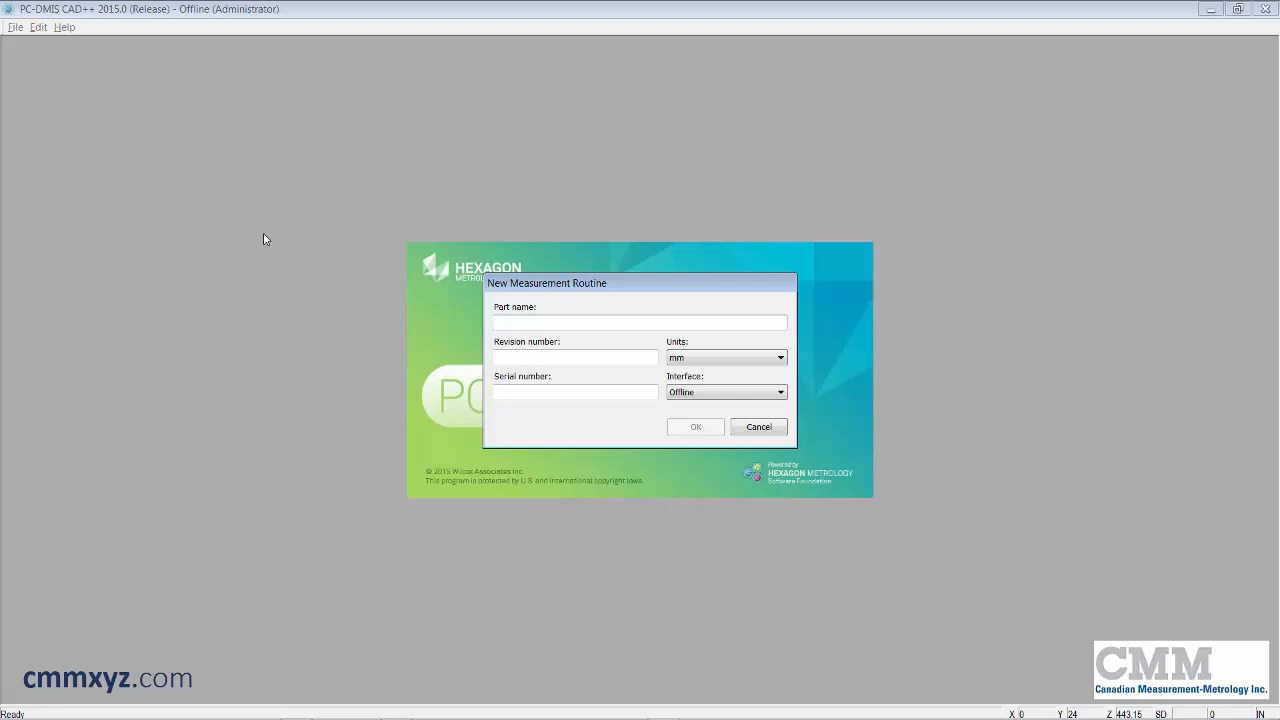 PC-DMIS CAD++ 2015.0 (Release) - Offline (Administrator)
File Edit Help
HEXAGON
New Measurement Routine
Part name:
Revision number:
Units:
mm
Serial number:
Interface:
Offline
OK
Cancel
PC
© 2015 Wilcox Associates Inc.
This program is protected by U.S. and International copyright laws.
Powered by
HEXAGON METROLOGY
Software Foundation
cmmxyz.com
CMM
Canadian Measurement-Metrology Inc.
Ready
X 0 Y 24 Z 443.15 SD 0 IN